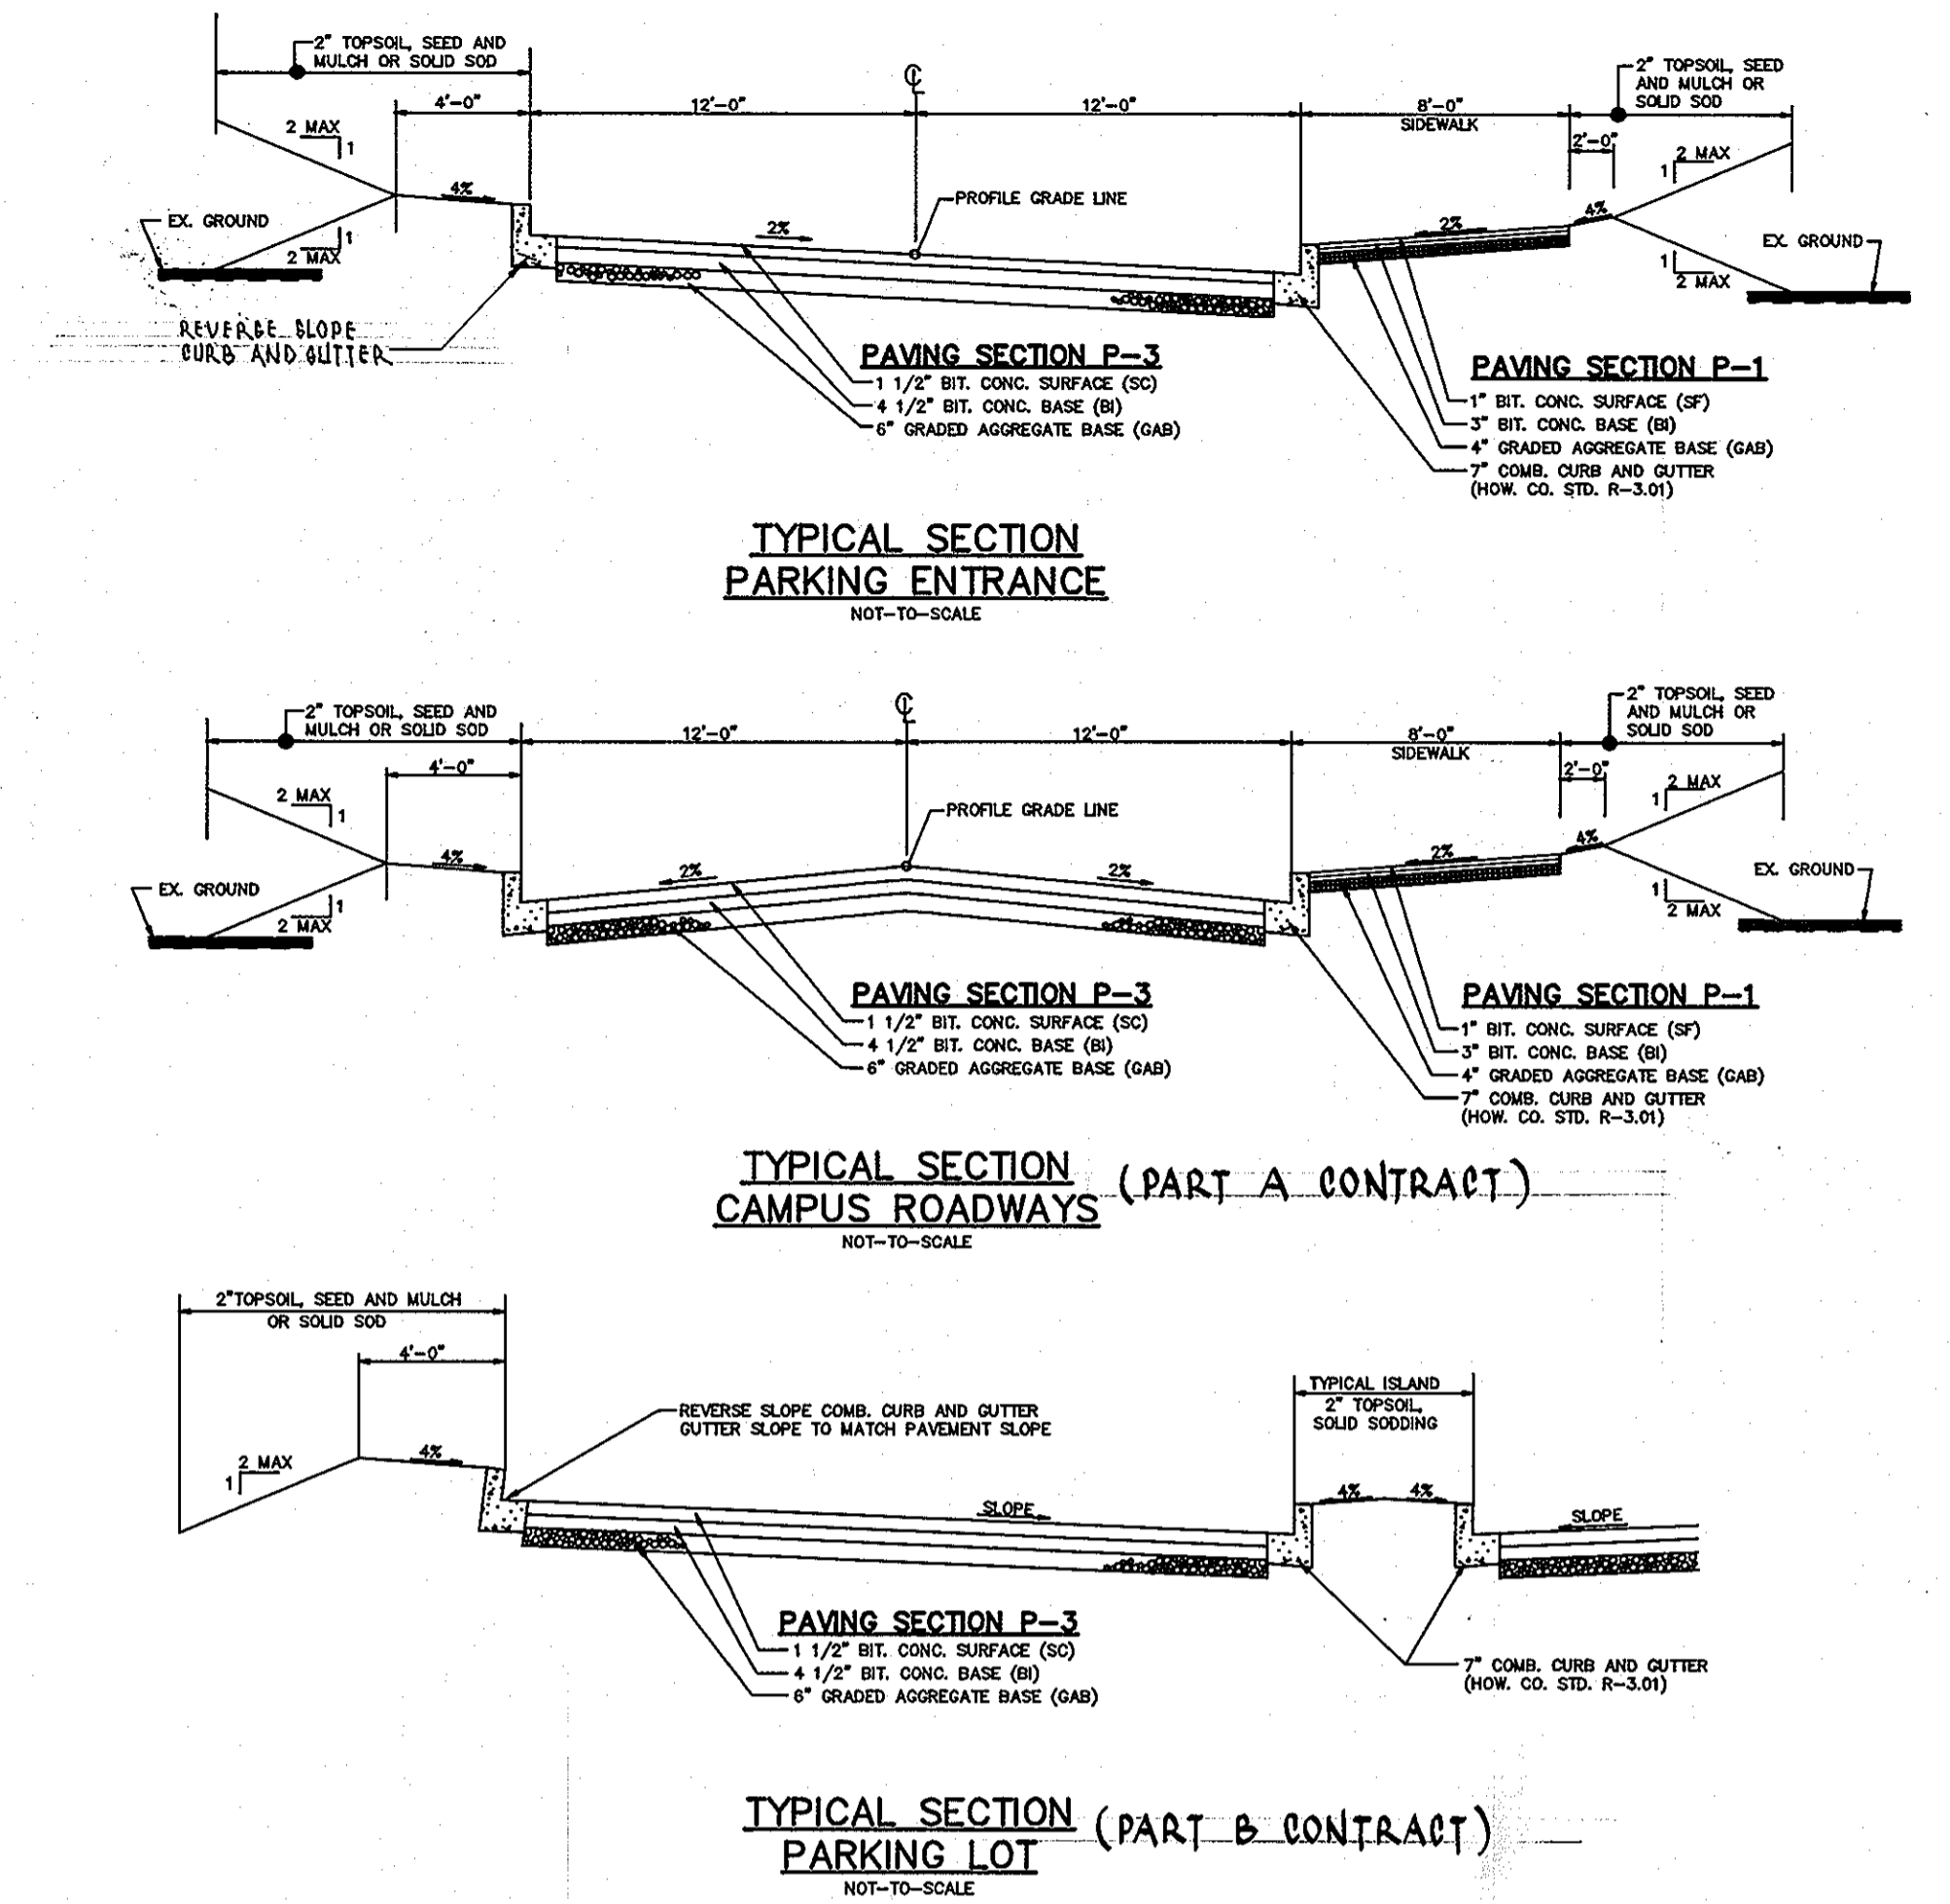 2" TOPSOIL, SEED AND
MULCH OR SOLID SOD
4'-0"
12'-0"
℄
12'-0"
8'-0"
SIDEWALK
2" TOPSOIL, SEED
AND MULCH OR
SOLID SOD
2'-0"
2 MAX
1
2 MAX
1
4%
PROFILE GRADE LINE
4%
EX. GROUND
2%
2%
EX. GROUND
1
2 MAX
1
2 MAX
REVERSE SLOPE
CURB AND GUTTER
PAVING SECTION P-3
1 1/2" BIT. CONC. SURFACE (SC)
4 1/2" BIT. CONC. BASE (BI)
6" GRADED AGGREGATE BASE (GAB)
PAVING SECTION P-1
1" BIT. CONC. SURFACE (SF)
3" BIT. CONC. BASE (BI)
4" GRADED AGGREGATE BASE (GAB)
7" COMB. CURB AND GUTTER
(HOW. CO. STD. R-3.01)
TYPICAL SECTION
PARKING ENTRANCE
NOT-TO-SCALE
2" TOPSOIL, SEED AND
MULCH OR SOLID SOD
12'-0"
℄
12'-0"
8'-0"
SIDEWALK
2" TOPSOIL, SEED
AND MULCH OR
SOLID SOD
4'-0"
2'-0"
2 MAX
1
2 MAX
1
PROFILE GRADE LINE
4%
4%
2%
2%
2%
EX. GROUND
EX. GROUND
1
2 MAX
1
2 MAX
PAVING SECTION P-3
1 1/2" BIT. CONC. SURFACE (SC)
4 1/2" BIT. CONC. BASE (BI)
6" GRADED AGGREGATE BASE (GAB)
PAVING SECTION P-1
1" BIT. CONC. SURFACE (SF)
3" BIT. CONC. BASE (BI)
4" GRADED AGGREGATE BASE (GAB)
7" COMB. CURB AND GUTTER
(HOW. CO. STD. R-3.01)
TYPICAL SECTION
CAMPUS ROADWAYS (PART A CONTRACT)
NOT-TO-SCALE
2"TOPSOIL, SEED AND MULCH
OR SOLID SOD
4'-0"
TYPICAL ISLAND
2" TOPSOIL,
SOLID SODDING
REVERSE SLOPE COMB. CURB AND GUTTER
GUTTER SLOPE TO MATCH PAVEMENT SLOPE
2 MAX
1
4%
4%
4%
SLOPE
SLOPE
PAVING SECTION P-3
1 1/2" BIT. CONC. SURFACE (SC)
4 1/2" BIT. CONC. BASE (BI)
6" GRADED AGGREGATE BASE (GAB)
7" COMB. CURB AND GUTTER
(HOW. CO. STD. R-3.01)
TYPICAL SECTION (PART B CONTRACT)
PARKING LOT
NOT-TO-SCALE